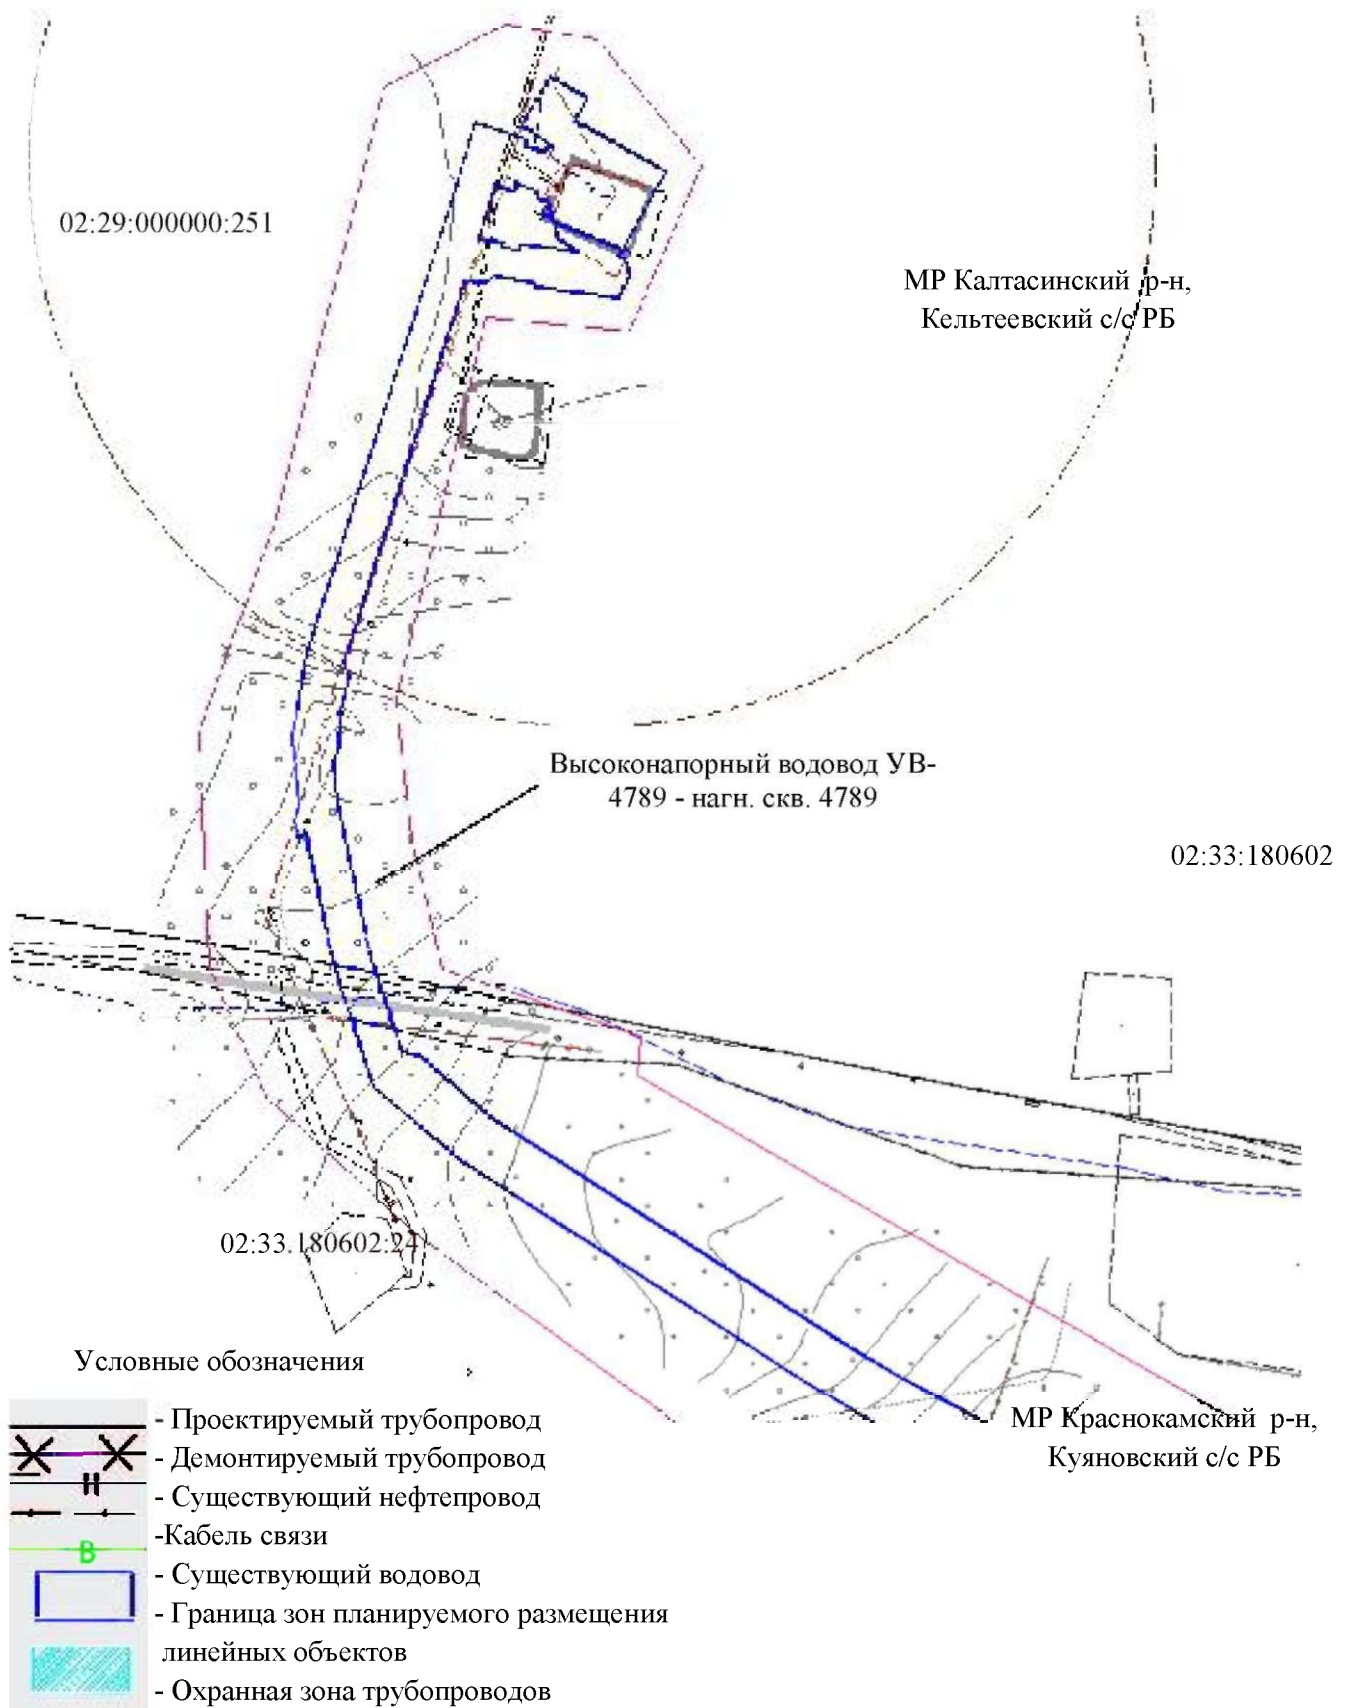 02:29:000000:251
МР Калтасинский р-н,
Кельтеевский с/с РБ
Высоконапорный водовод УВ-
4789 - нагн. скв. 4789
02:33:180602
02:33.180602:24
Условные обозначения
- Проектируемый трубопровод
- Демонтируемый трубопровод
Н
- Существующий нефтепровод
-Кабель связи
В
- Существующий водовод
- Граница зон планируемого размещения
линейных объектов
- Охранная зона трубопроводов
МР Краснокамский р-н,
Куяновский с/с РБ